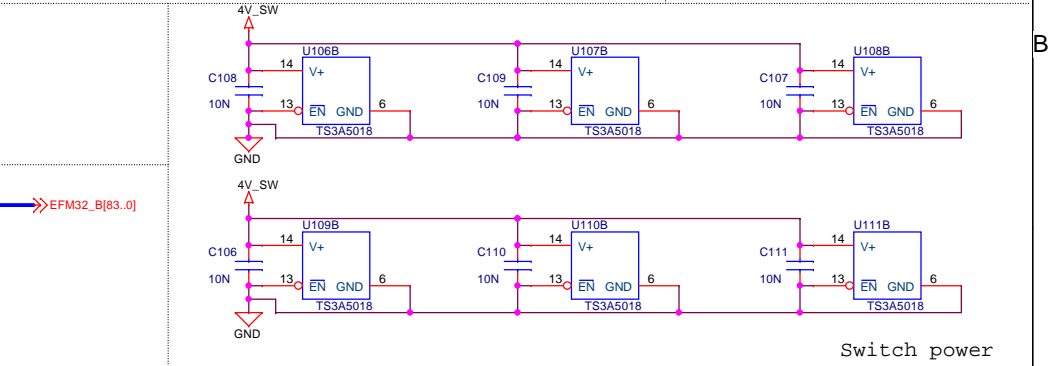 4V_SW
B
U106B U107B U108B
14 V+ 14 V+ 14 V+
C108 C109 C107
10N 13 EN GND 6 10N 13 EN GND 6 10N 13 EN GND 6
TS3A5018 TS3A5018 TS3A5018
GND
4V_SW
EFM32_B[83..0]
U109B U110B U111B
14 V+ 14 V+ 14 V+
C106 C110 C111
10N 13 EN GND 6 10N 13 EN GND 6 10N 13 EN GND 6
TS3A5018 TS3A5018 TS3A5018
GND
Switch power